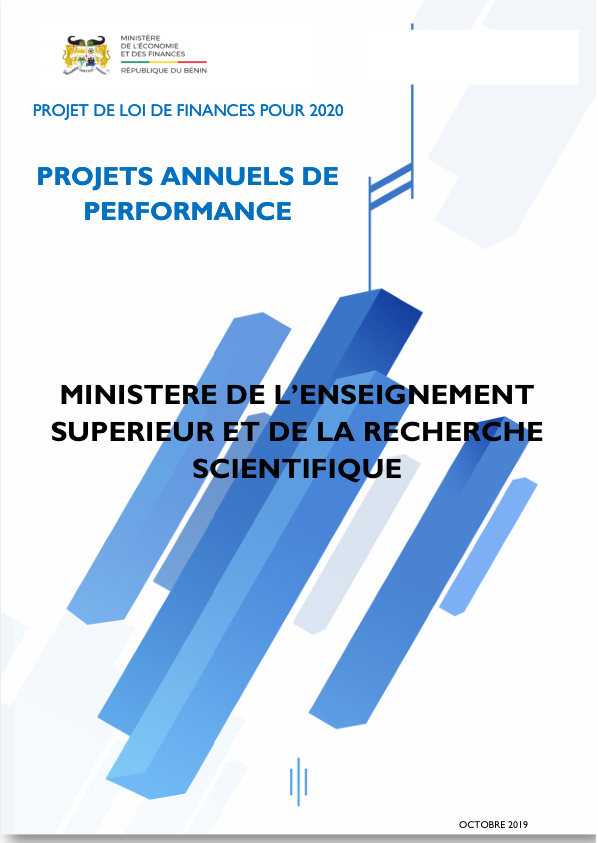 MINISTÈRE
DE L'ÉCONOMIE
ET DES FINANCES
RÉPUBLIQUE DU BÉNIN
PROJET DE LOI DE FINANCES POUR 2020
PROJETS ANNUELS DE
PERFORMANCE
MINISTERE DE L’ENSEIGNEMENT
SUPERIEUR ET DE LA RECHERCHE
SCIENTIFIQUE
OCTOBRE 2019